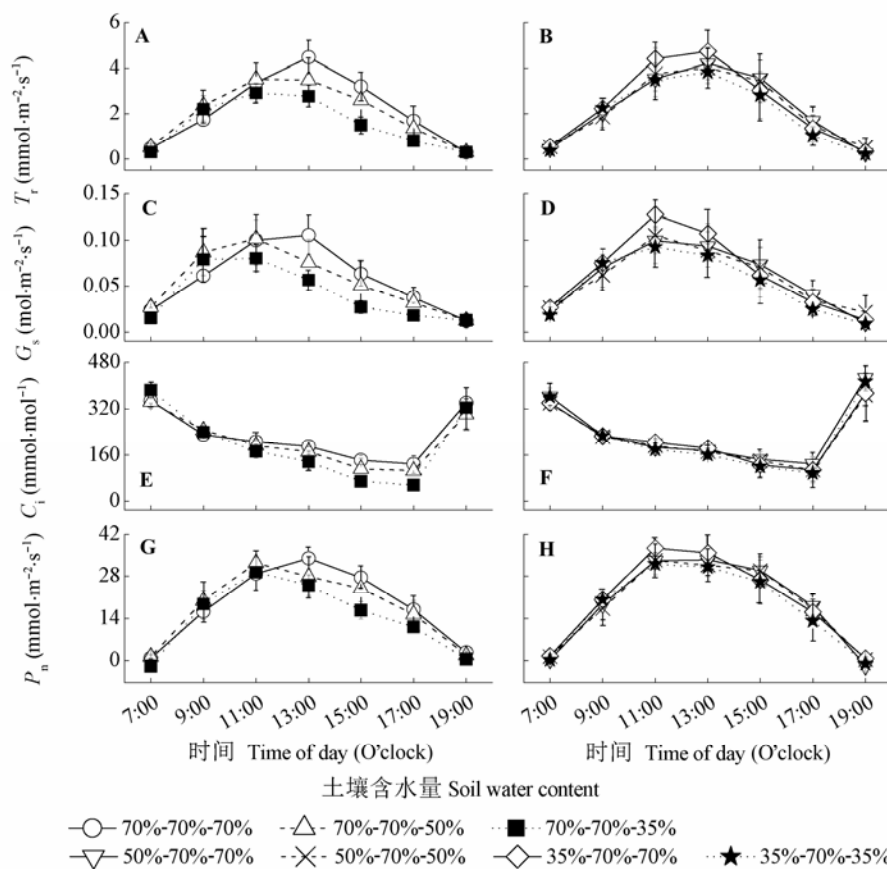 A
B
6
4
2
0
T_r (mmol·m⁻²·s⁻¹)
C
D
0.15
0.10
0.05
0.00
G_s (mol·m⁻²·s⁻¹)
E
F
480
320
160
0
C_i (mmol·mol⁻¹)
G
H
42
28
14
0
P_n (mmol·m⁻²·s⁻¹)
7:00 9:00 11:00 13:00 15:00 17:00 19:00 7:00 9:00 11:00 13:00 15:00 17:00 19:00
时间 Time of day (O'clock) 时间 Time of day (O'clock)
土壤含水量 Soil water content
70%-70%-70% 70%-70%-50% 70%-70%-35%
50%-70%-70% 50%-70%-50% 35%-70%-70% 35%-70%-35%